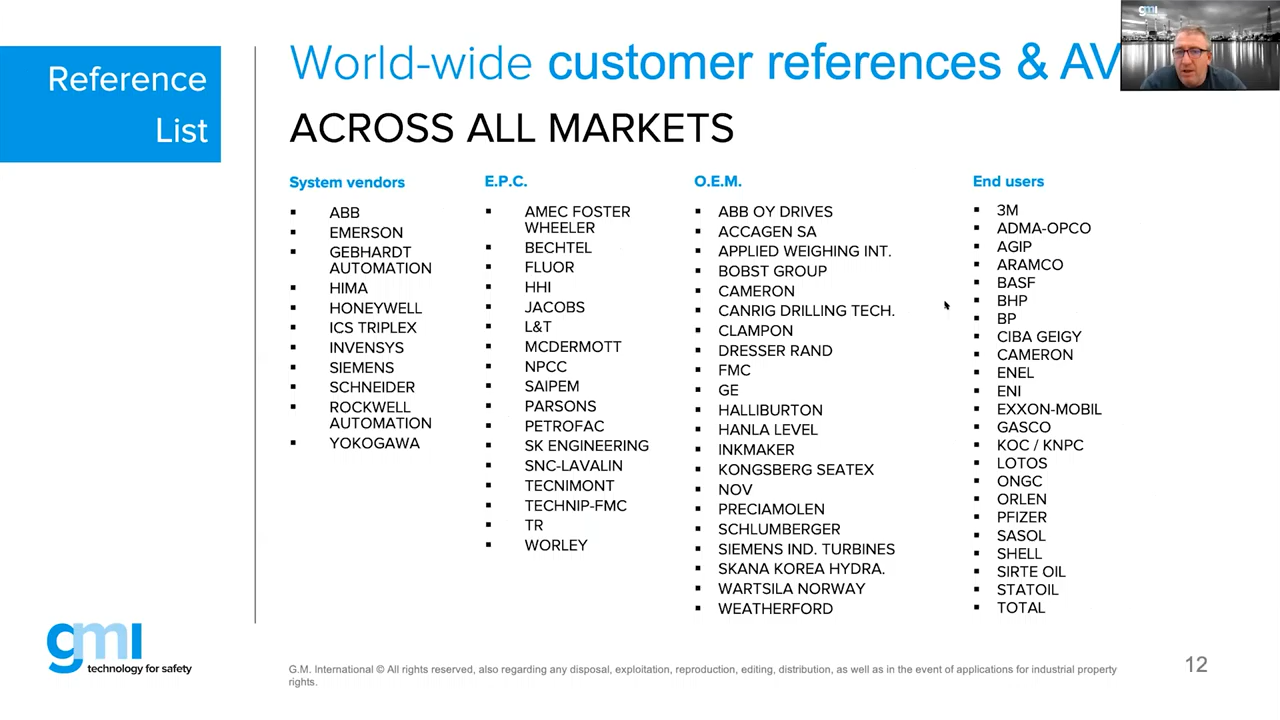 Reference
List
World-wide customer references & AV
ACROSS ALL MARKETS
System vendors
ABB
EMERSON
GEBHARDT
AUTOMATION
HIMA
HONEYWELL
ICS TRIPLEX
INVENSYS
SIEMENS
SCHNEIDER
ROCKWELL
AUTOMATION
YOKOGAWA
E.P.C.
AMEC FOSTER
WHEELER
BECHTEL
FLUOR
HHI
JACOBS
L&T
MCDERMOTT
NPCC
SAIPEM
PARSONS
PETROFAC
SK ENGINEERING
SNC-LAVALIN
TECNIMONT
TECHNIP-FMC
TR
WORLEY
O.E.M.
ABB OY DRIVES
ACCAGEN SA
APPLIED WEIGHING INT.
BOBST GROUP
CAMERON
CANRIG DRILLING TECH.
CLAMPON
DRESSER RAND
FMC
GE
HALLIBURTON
HANLA LEVEL
INKMAKER
KONGSBERG SEATEX
NOV
PRECIAMOLEN
SCHLUMBERGER
SIEMENS IND. TURBINES
SKANA KOREA HYDRA.
WARTSILA NORWAY
WEATHERFORD
End users
3M
ADMA-OPCO
AGIP
ARAMCO
BASF
BHP
BP
CIBA GEIGY
CAMERON
ENEL
ENI
EXXON-MOBIL
GASCO
KOC / KNPC
LOTOS
ONGC
ORLEN
PFIZER
SASOL
SHELL
SIRTE OIL
STATOIL
TOTAL
gmi
gmi
technology for safety
G.M. International © All rights reserved, also regarding any disposal, exploitation, reproduction, editing, distribution, as well as in the event of applications for industrial property
rights.
12